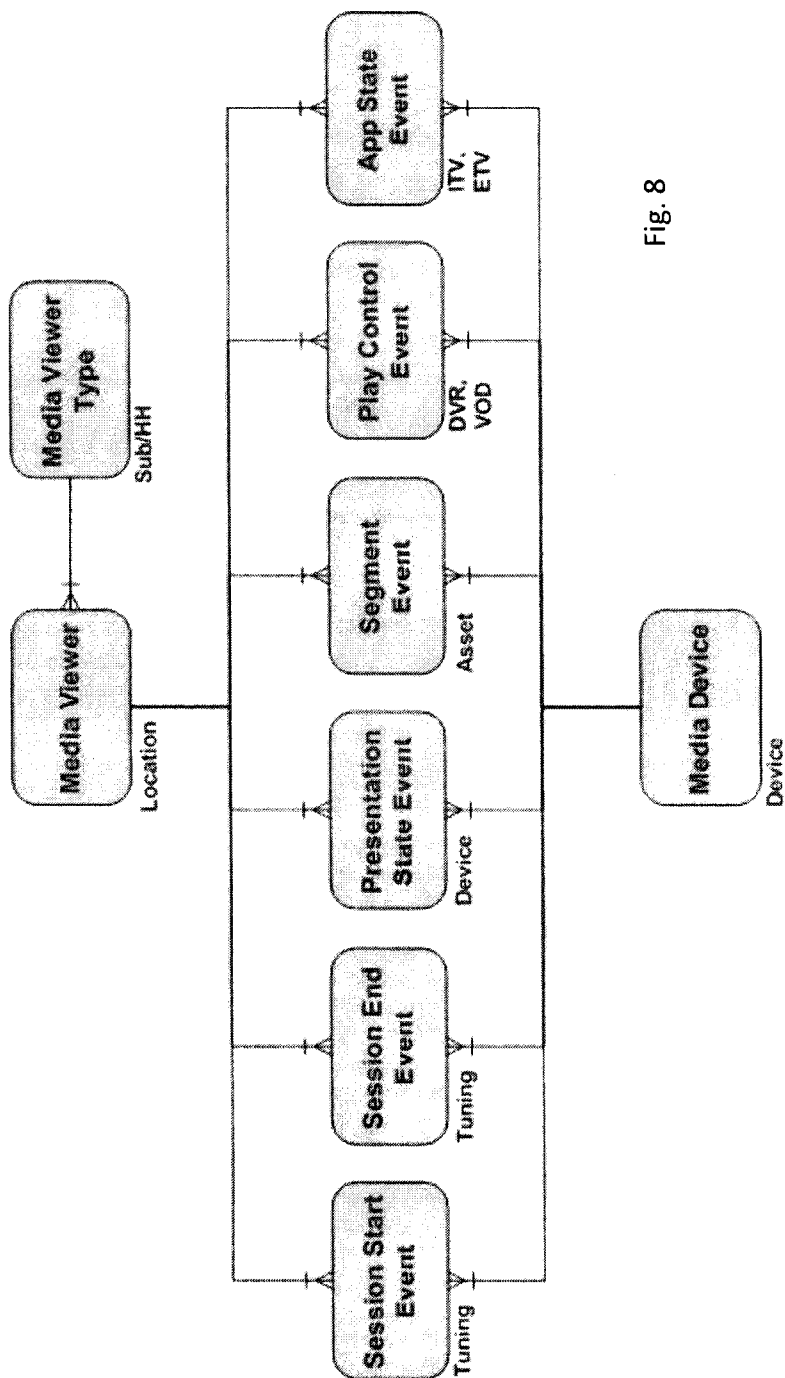 Media Viewer
Location
Media Viewer
Type
Sub/HH
Session Start
Event
Tuning
Session End
Event
Tuning
Presentation
State Event
Device
Segment
Event
Asset
Play Control
Event
DVR,
VOD
App State
Event
ITV,
ETV
Media Device
Device
Fig. 8